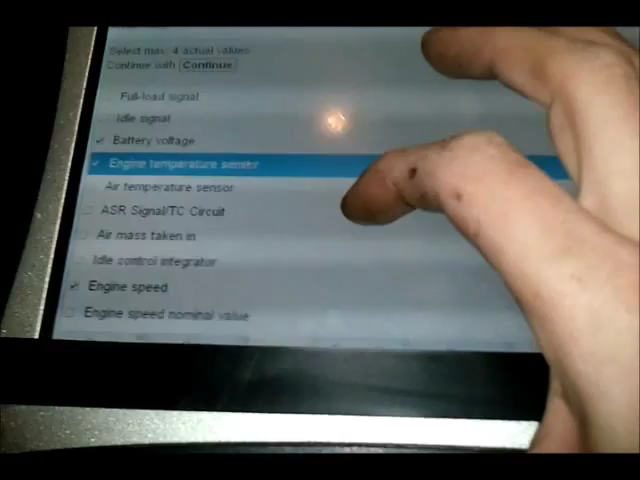 Select max. 4 actual values
Continue with Continue
Full-load signal
Idle signal
Battery voltage
Engine temperature sensor
Air temperature sensor
ASR Signal/TC Circuit
Air mass taken in
Idle control integrator
Engine speed
Engine speed nominal value